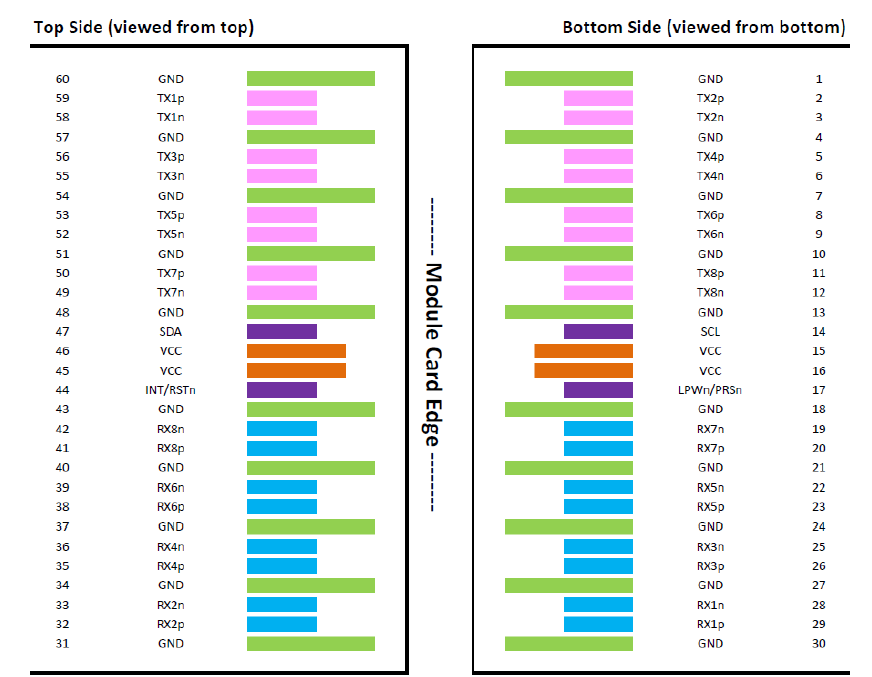 Top Side (viewed from top) Bottom Side (viewed from bottom)
60 GND GND 1
59 TX1p TX2p 2
58 TX1n TX2n 3
57 GND GND 4
56 TX3p TX4p 5
55 TX3n TX4n 6
54 GND GND 7
53 TX5p TX6p 8
52 TX5n TX6n 9
51 GND GND 10
50 TX7p TX8p 11
49 TX7n TX8n 12
48 GND GND 13
47 SDA SCL 14
46 VCC VCC 15
45 VCC VCC 16
44 INT/RSTn LPWn/PRSn 17
43 GND GND 18
42 RX8n RX7n 19
41 RX8p RX7p 20
40 GND GND 21
39 RX6n RX5n 22
38 RX6p RX5p 23
37 GND GND 24
36 RX4n RX3n 25
35 RX4p RX3p 26
34 GND GND 27
33 RX2n RX1n 28
32 RX2p RX1p 29
31 GND GND 30
Module Card Edge